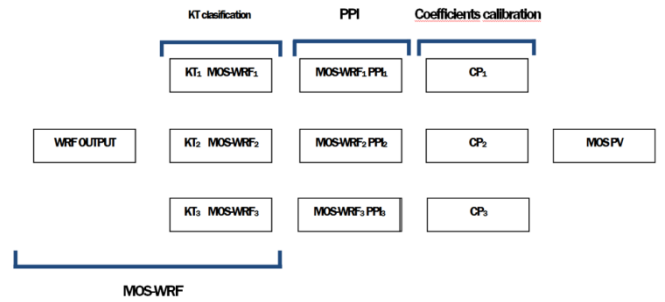 KT clasification PPI Coefficients calibration
KT₁ MOS-WRF₁ MOS-WRF₁ PPI₁ CP₁
WRF OUTPUT KT₂ MOS-WRF₂ MOS-WRF₂ PPI₂ CP₂ MOS PV
KT₃ MOS-WRF₃ MOS-WRF₃ PPI₃ CP₃
MOS-WRF